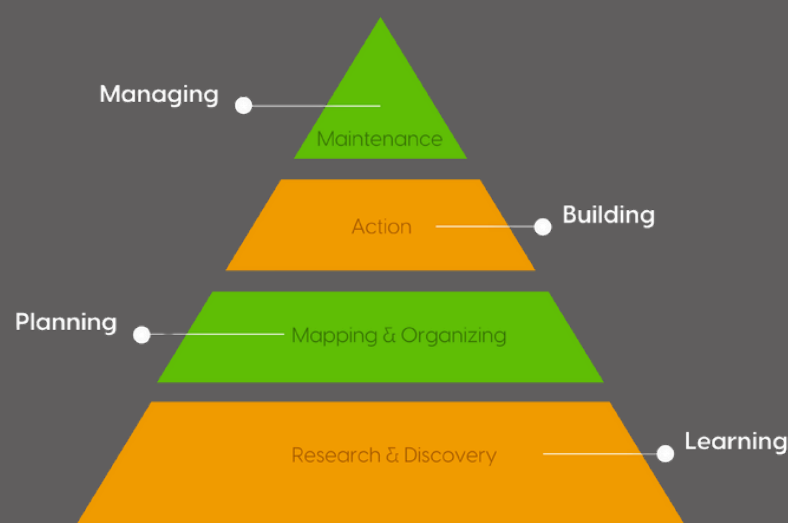 Managing
Maintenance
Action
Building
Planning
Mapping & Organizing
Learning
Research & Discovery